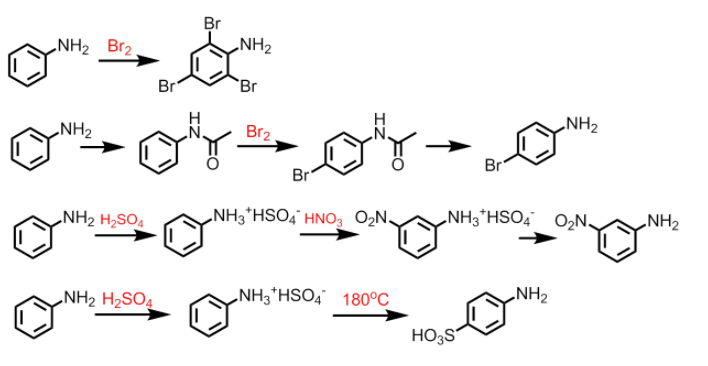 Br
NH₂ Br₂ NH₂
Br Br
NH₂ H N O Br₂ H N O Br NH₂ Br
NH₂ H₂SO₄ NH₃⁺HSO₄⁻ HNO₃ O₂N NH₃⁺HSO₄⁻ O₂N NH₂
NH₂ H₂SO₄ NH₃⁺HSO₄⁻ 180°C NH₂
HO₃S